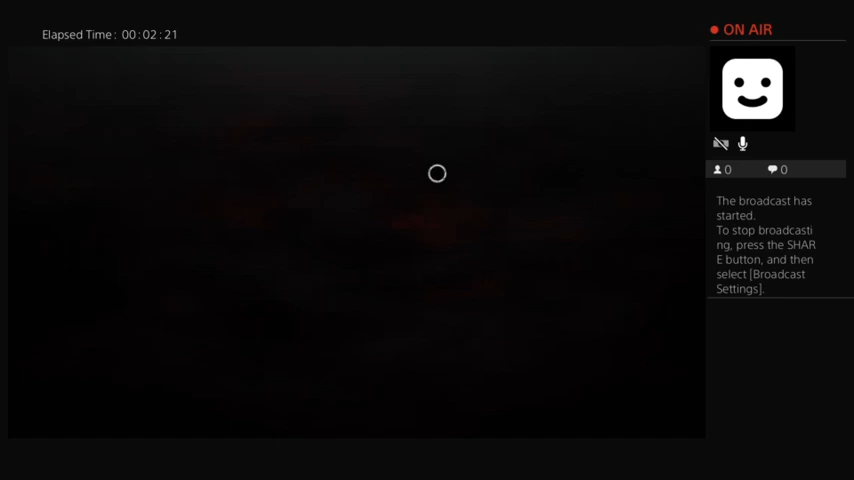 Elapsed Time: 00:02:21
ON AIR
0 0
The broadcast has
started.
To stop broadcasti
ng, press the SHAR
E button, and then
select [Broadcast
Settings].